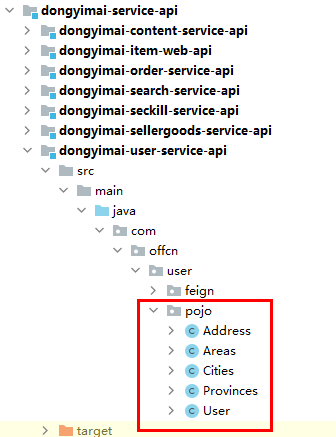 dongyimai-service-api
dongyimai-content-service-api
dongyimai-item-web-api
dongyimai-order-service-api
dongyimai-search-service-api
dongyimai-seckill-service-api
dongyimai-sellergoods-service-api
dongyimai-user-service-api
src
main
java
com
offcn
user
feign
pojo
C Address
C Areas
C Cities
C Provinces
C User
target